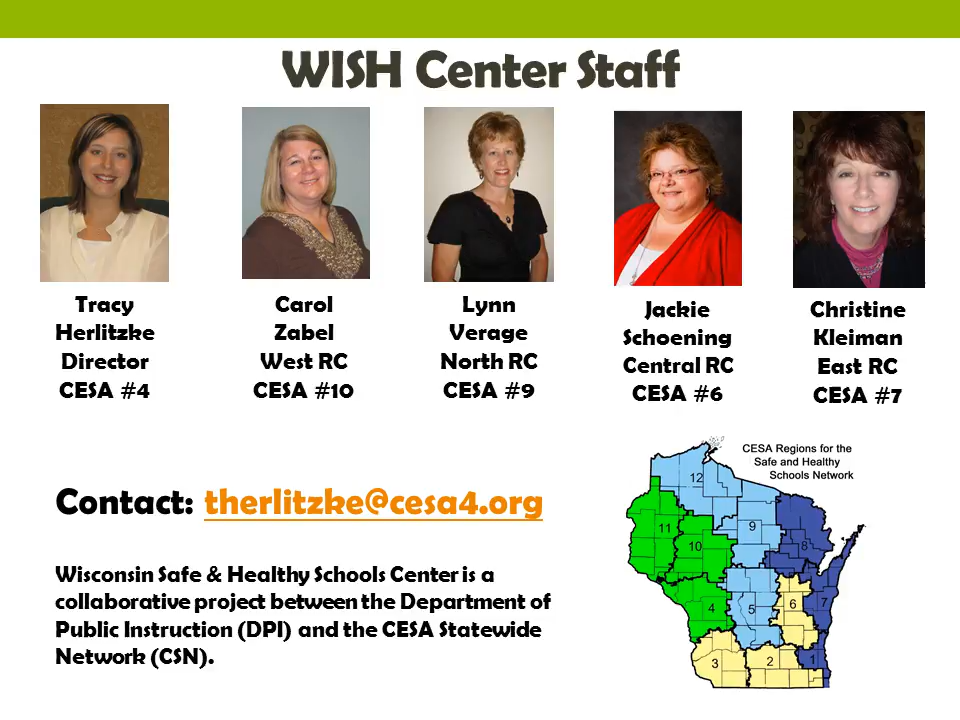 WISH Center Staff
Tracy
Herlitzke
Director
CESA #4
Carol
Zabel
West RC
CESA #10
Lynn
Verage
North RC
CESA #9
Jackie
Schoening
Central RC
CESA #6
Christine
Kleiman
East RC
CESA #7
Contact: therlitzke@cesa4.org
Wisconsin Safe & Healthy Schools Center is a
collaborative project between the Department of
Public Instruction (DPI) and the CESA Statewide
Network (CSN).
CESA Regions for the
Safe and Healthy
Schools Network
12
11
9
10
8
4
5
6
7
3
2
1